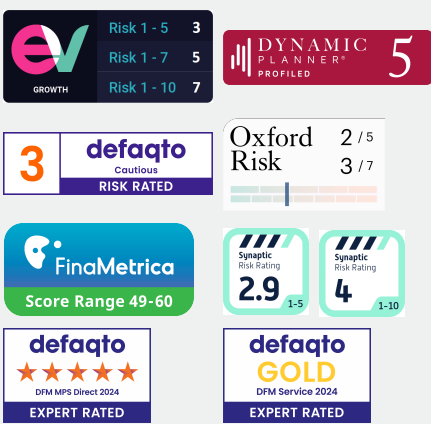 ev
GROWTH
Risk 1 - 5 3
Risk 1 - 7 5
Risk 1 - 10 7
DYNAMIC
PLANNER®
PROFILED
5
3
defaqto
Cautious
RISK RATED
Oxford
Risk
2 / 5
3 / 7
FinaMetrica
Score Range 49-60
Synaptic
Risk Rating
2.9
1-5
Synaptic
Risk Rating
4
1-10
defaqto
DFM MPS Direct 2024
EXPERT RATED
defaqto
GOLD
DFM Service 2024
EXPERT RATED